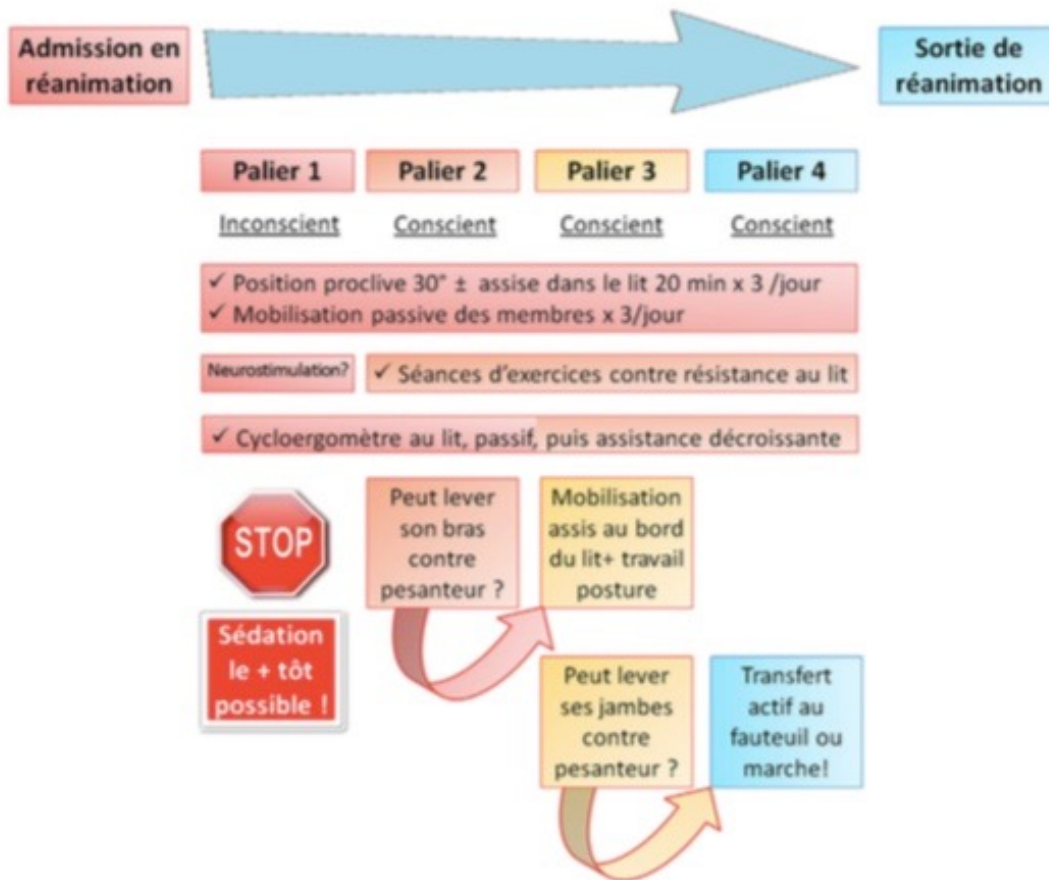 Admission en
réanimation
Sortie de
réanimation
Palier 1
Palier 2
Palier 3
Palier 4
Inconscient
Conscient
Conscient
Conscient
✓ Position proclive 30° ± assise dans le lit 20 min x 3 /jour
✓ Mobilisation passive des membres x 3/jour
Neurostimulation?
✓ Séances d'exercices contre résistance au lit
✓ Cycloergomètre au lit, passif, puis assistance décroissante
STOP
Sédation
le + tôt
possible !
Peut lever
son bras
contre
pesanteur ?
Mobilisation
assis au bord
du lit+ travail
posture
Peut lever
ses jambes
contre
pesanteur ?
Transfert
actif au
fauteuil ou
marche!